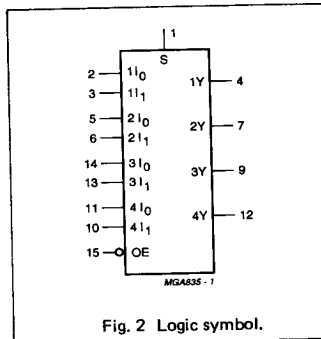 1
S
2 1I0 1Y 4
3 1I1
5 2I0 2Y 7
6 2I1
14 3I0 3Y 9
13 3I1
11 4I0 4Y 12
10 4I1
15 OE
MGA835 - 1
Fig. 2 Logic symbol.